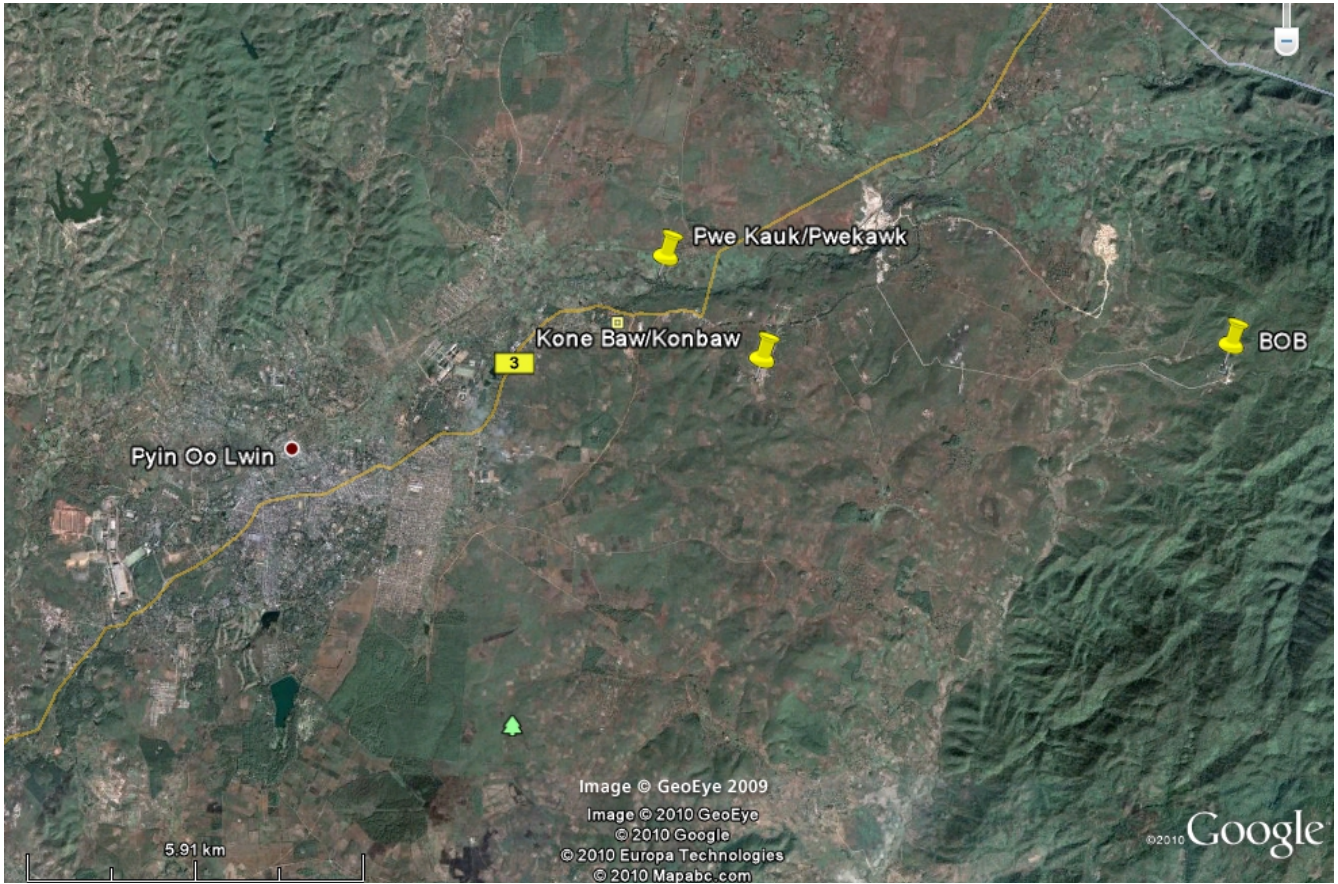 Pwe Kauk/Pwekawk
Kone Baw/Konbaw
BOB
3
Pyin Oo Lwin
Image © GeoEye 2009
Image © 2010 GeoEye
© 2010 Google
© 2010 Europa Technologies
© 2010 Mapabc.com
©2010 Google
5.91 km